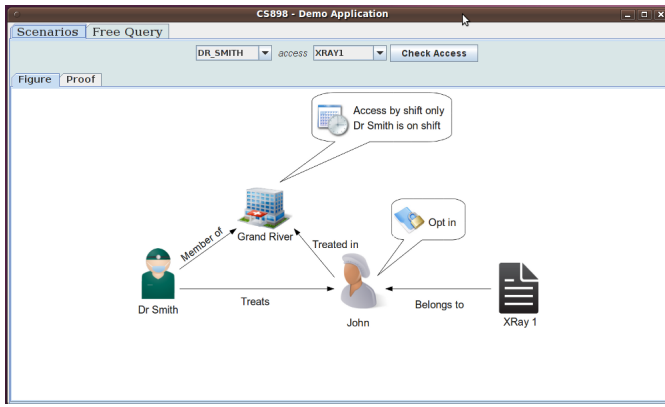 CS898 - Demo Application
Scenarios Free Query
DR_SMITH access XRAY1 Check Access
Figure Proof
Access by shift only
Dr Smith is on shift
Grand River
Opt in
Member of
Treated in
Treats
Dr Smith
John
Belongs to
XRay 1